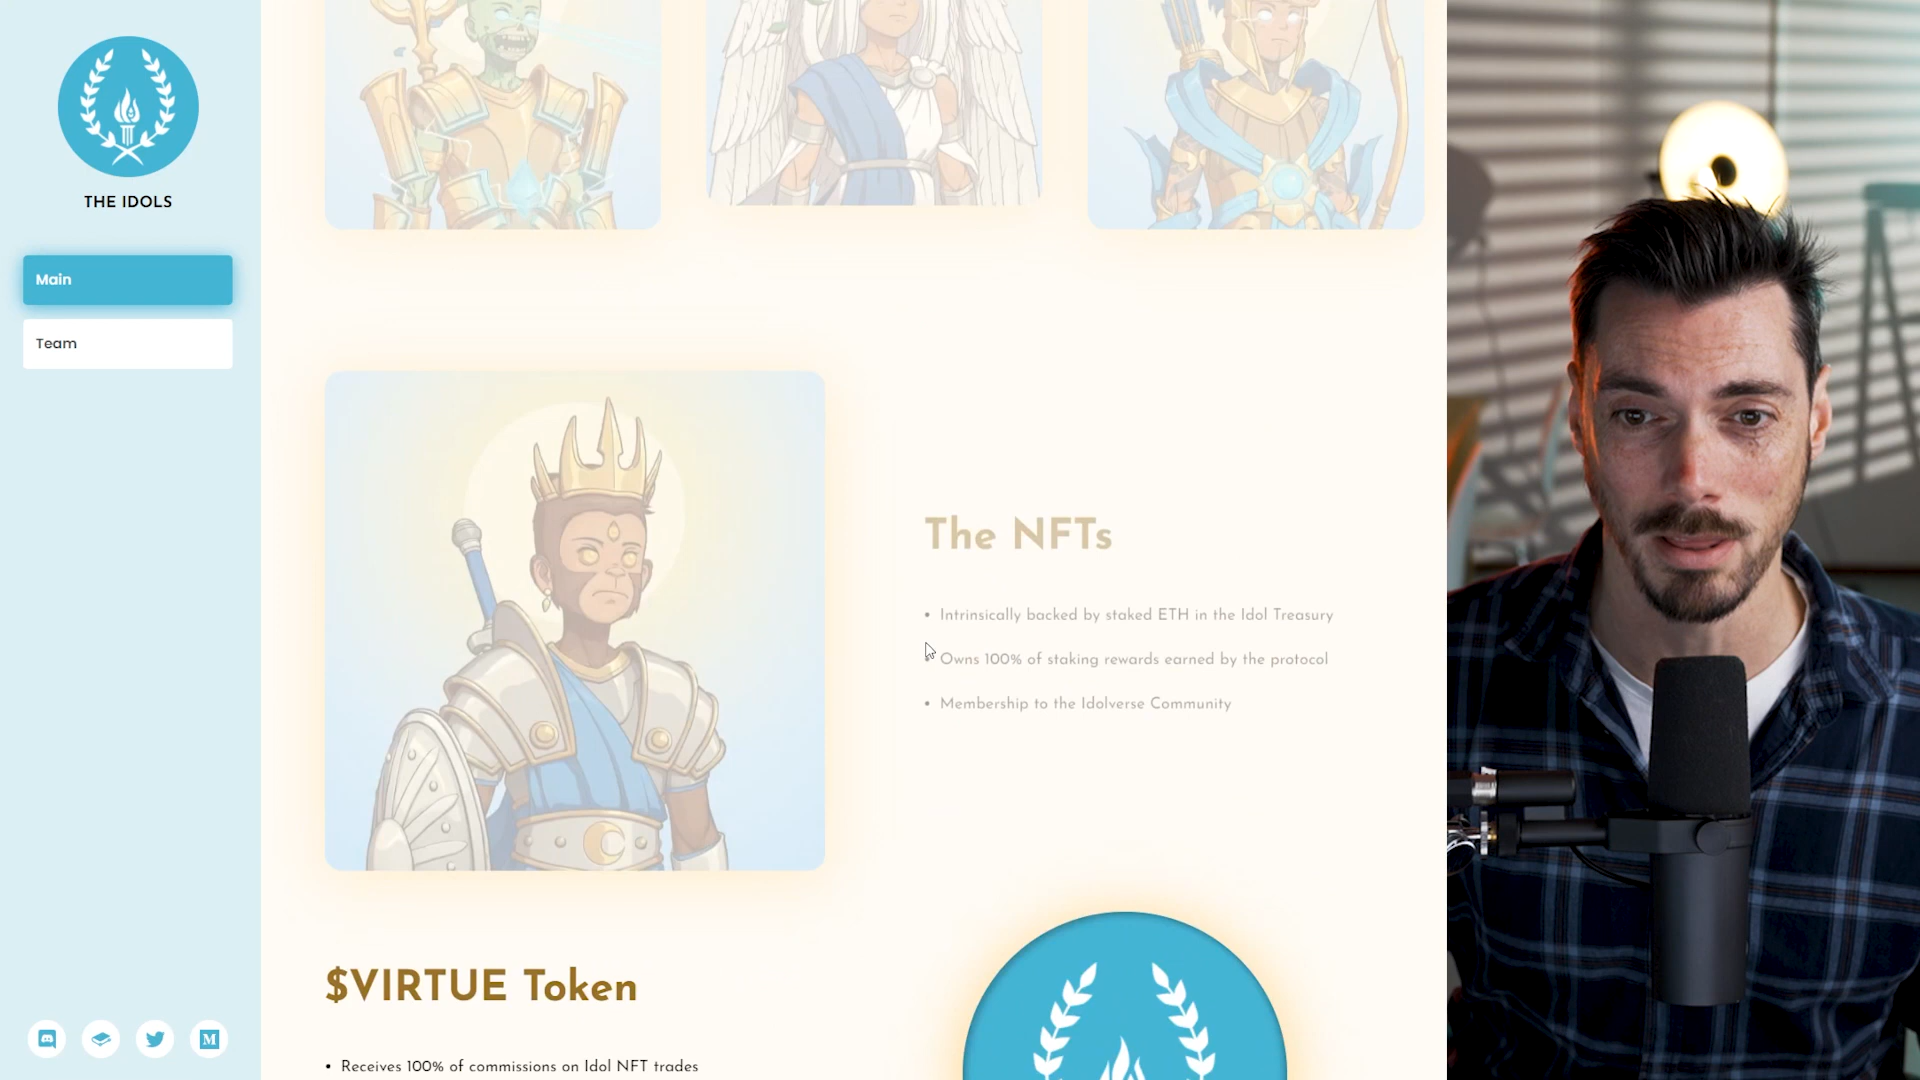 THE IDOLS
Main
Team
The NFTs
• Intrinsically backed by staked ETH in the Idol Treasury
• Owns 100% of staking rewards earned by the protocol
• Membership to the Idolverse Community
$VIRTUE Token
• Receives 100% of commissions on Idol NFT trades
M